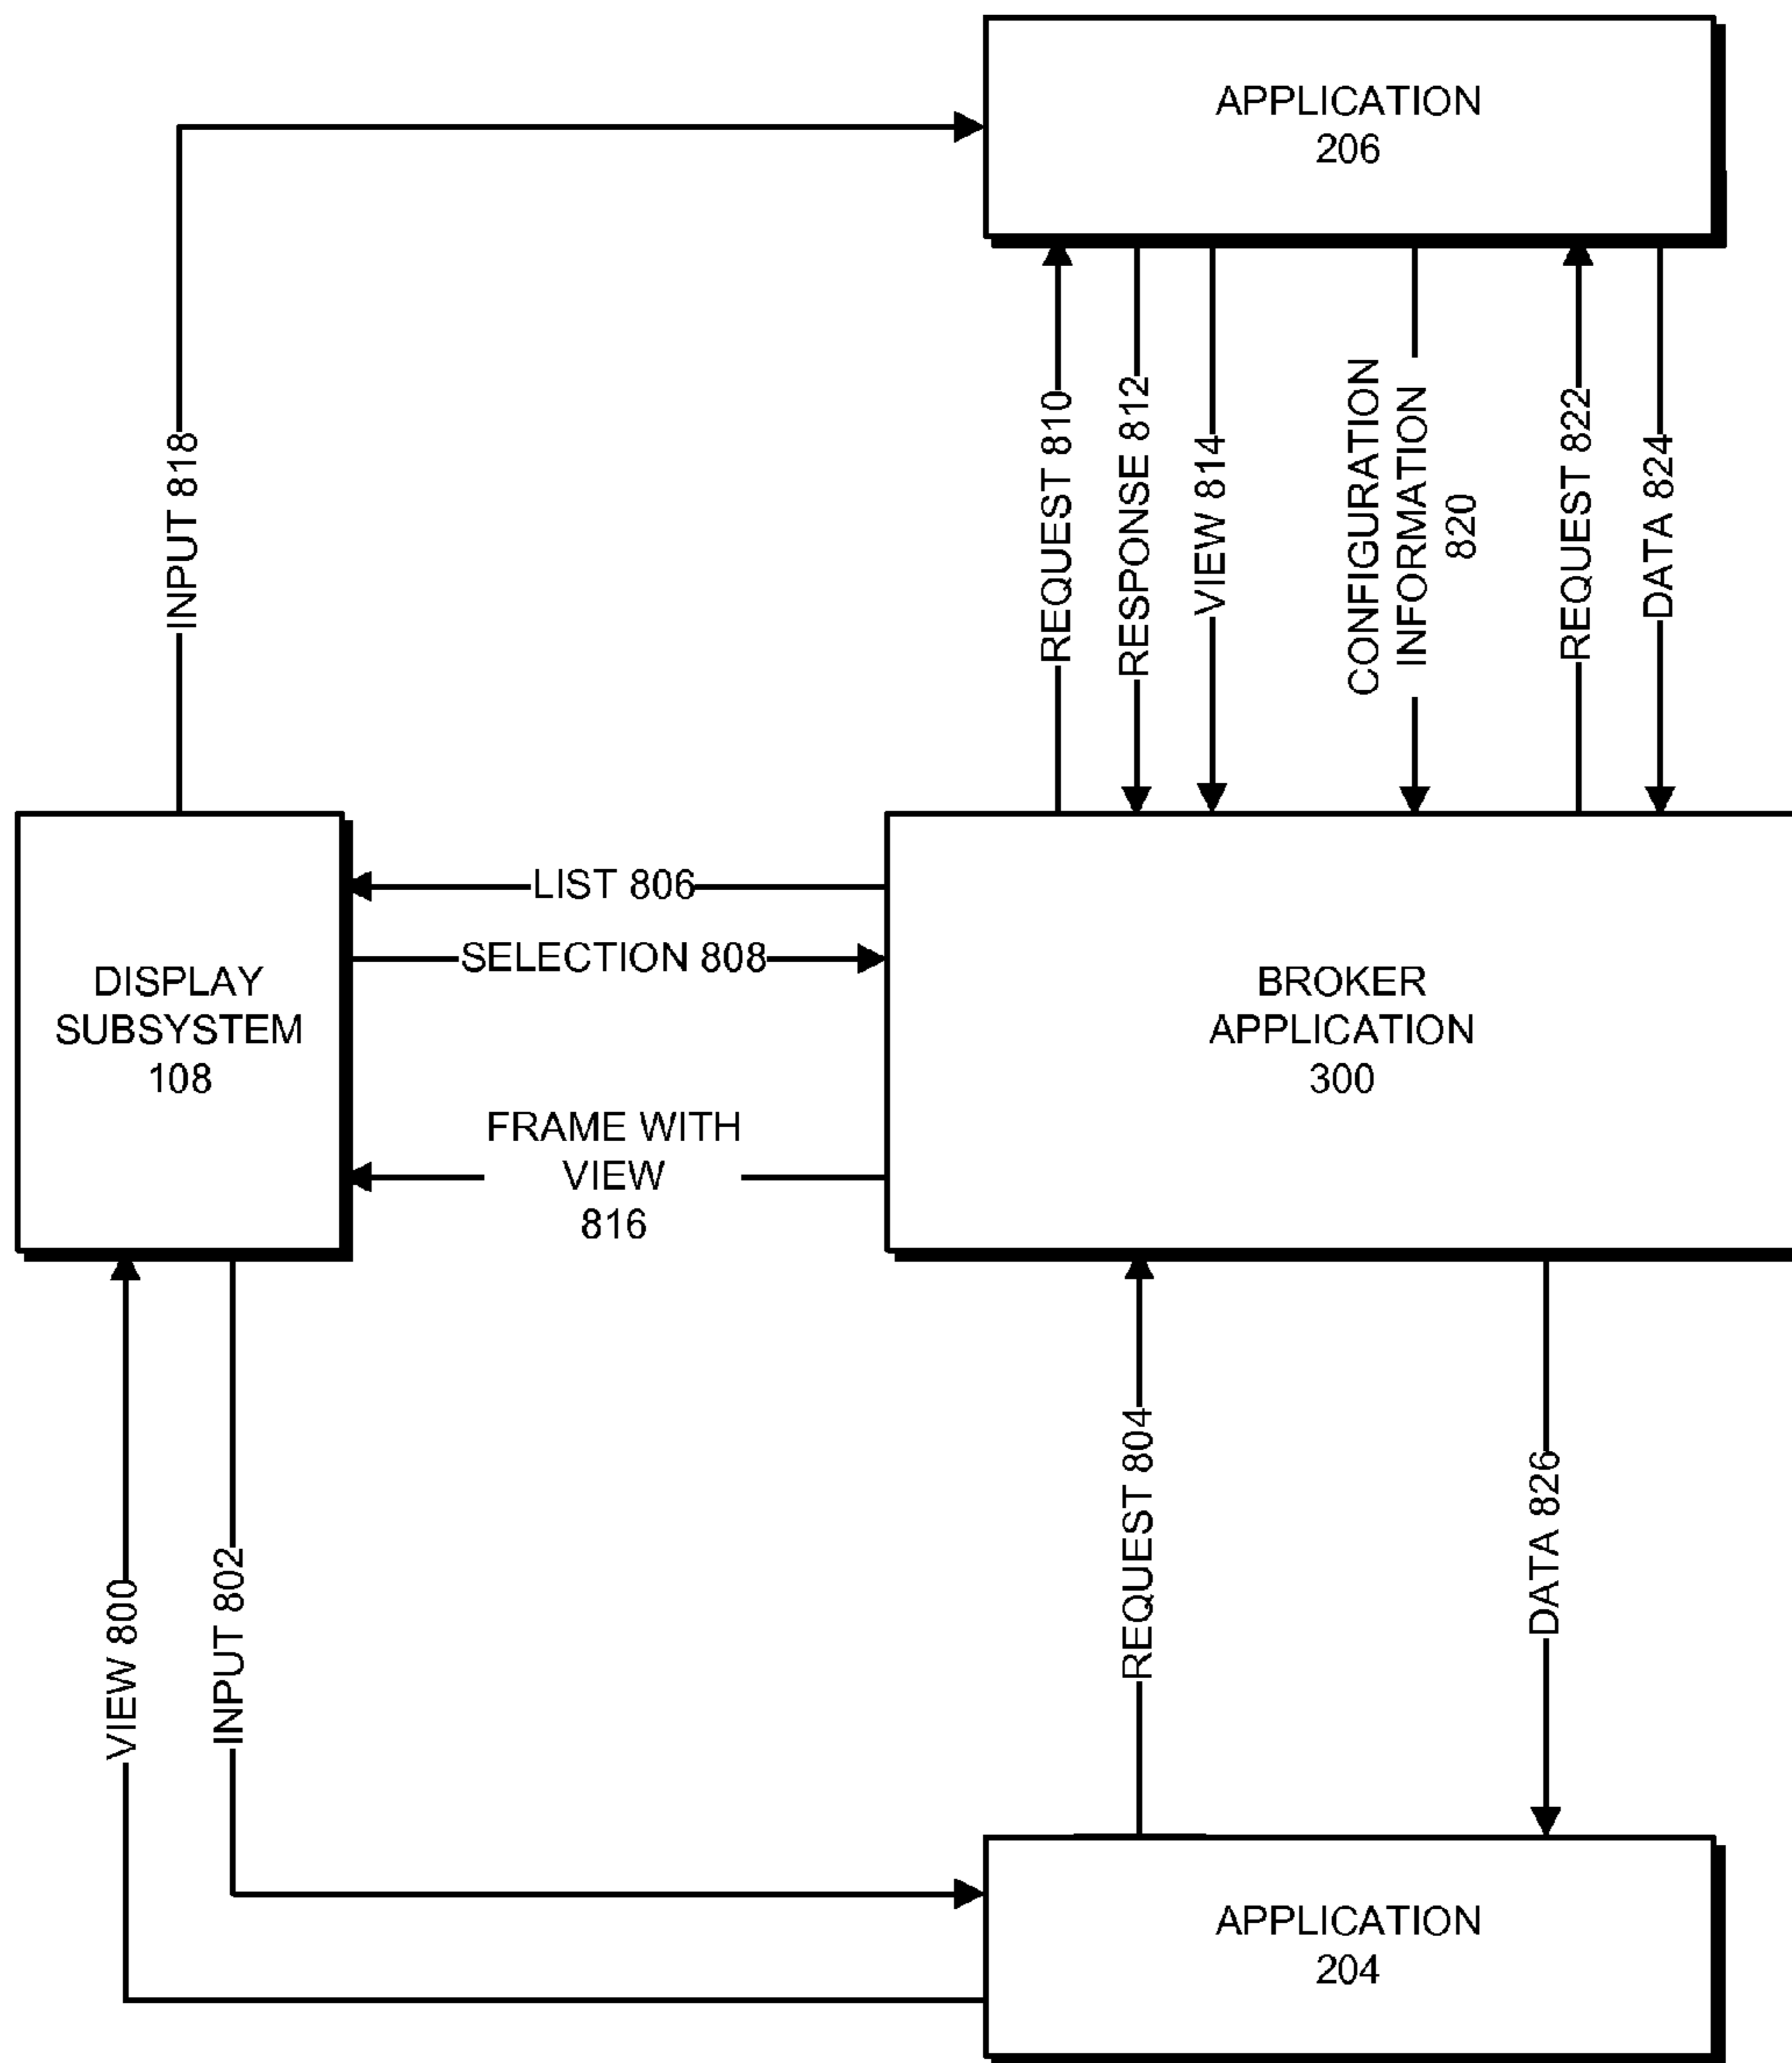 APPLICATION
206
INPUT 818
REQUEST 810
RESPONSE 812
VIEW 814
CONFIGURATION
INFORMATION
820
REQUEST 822
DATA 824
DISPLAY
SUBSYSTEM
108
LIST 806
SELECTION 808
FRAME WITH
VIEW
816
BROKER
APPLICATION
300
VIEW 800
INPUT 802
REQUEST 804
DATA 826
APPLICATION
204